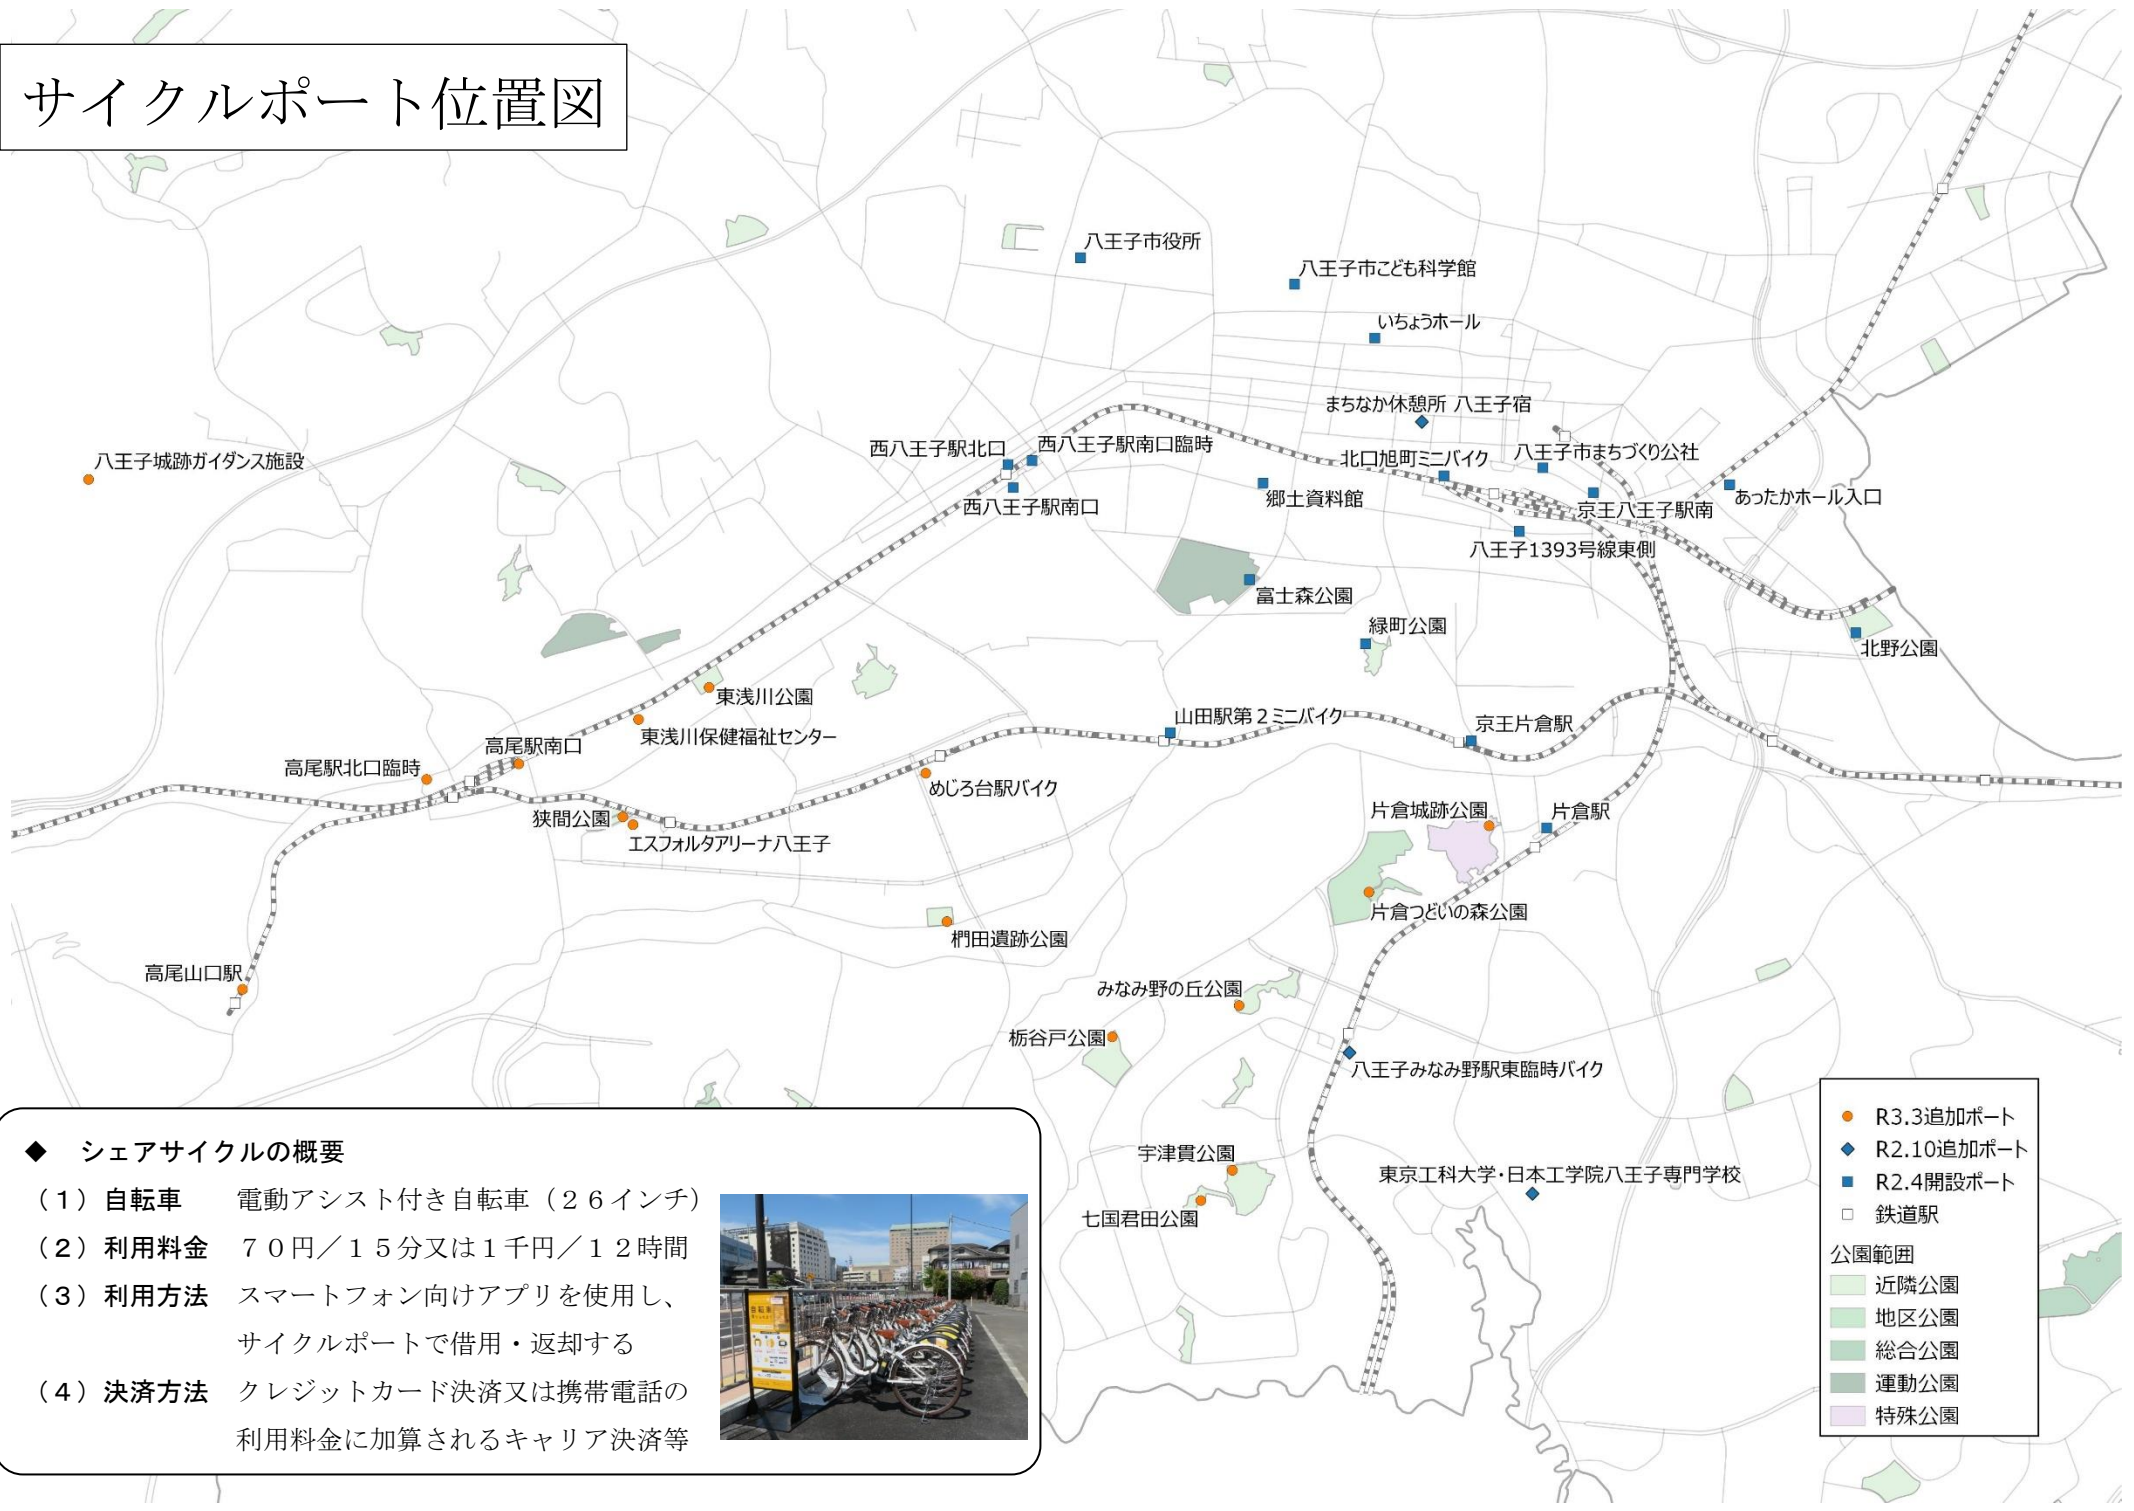 サイクルポート位置図
八王子市役所
八王子市こども科学館
いちょうホール
まちなか休憩所 八王子宿
西八王子駅北口
西八王子駅南口臨時
西八王子駅南口
北口旭町ミニバイク
八王子市まちづくり公社
八王子城跡ガイダンス施設
郷土資料館
京王八王子駅南
あったかホール入口
八王子1393号線東側
富士森公園
緑町公園
北野公園
東浅川公園
東浅川保健福祉センター
山田駅第2ミニバイク
京王片倉駅
高尾駅南口
高尾駅北口臨時
めじろ台駅バイク
狭間公園
エスフォルタアリーナ八王子
片倉城跡公園
片倉駅
片倉つどいの森公園
椚田遺跡公園
高尾山口駅
みなみ野の丘公園
栃谷戸公園
八王子みなみ野駅東臨時バイク
宇津貫公園
七国君田公園
東京工科大学・日本工学院八王子専門学校
◆ シェアサイクルの概要
（1）自転車 電動アシスト付き自転車（２６インチ）
（2）利用料金 ７０円／１５分又は１千円／１２時間
（3）利用方法 スマートフォン向けアプリを使用し、
サイクルポートで借用・返却する
（4）決済方法 クレジットカード決済又は携帯電話の
利用料金に加算されるキャリア決済等
自転車
R3.3追加ポート
R2.10追加ポート
R2.4開設ポート
鉄道駅
公園範囲
近隣公園
地区公園
総合公園
運動公園
特殊公園